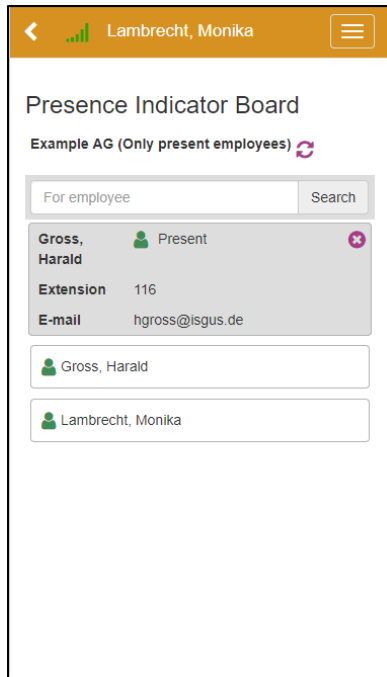 Lambrecht, Monika
Presence Indicator Board
Example AG (Only present employees)
For employee Search
Gross, Harald Present
Extension 116
E-mail hgross@isgus.de
Gross, Harald
Lambrecht, Monika